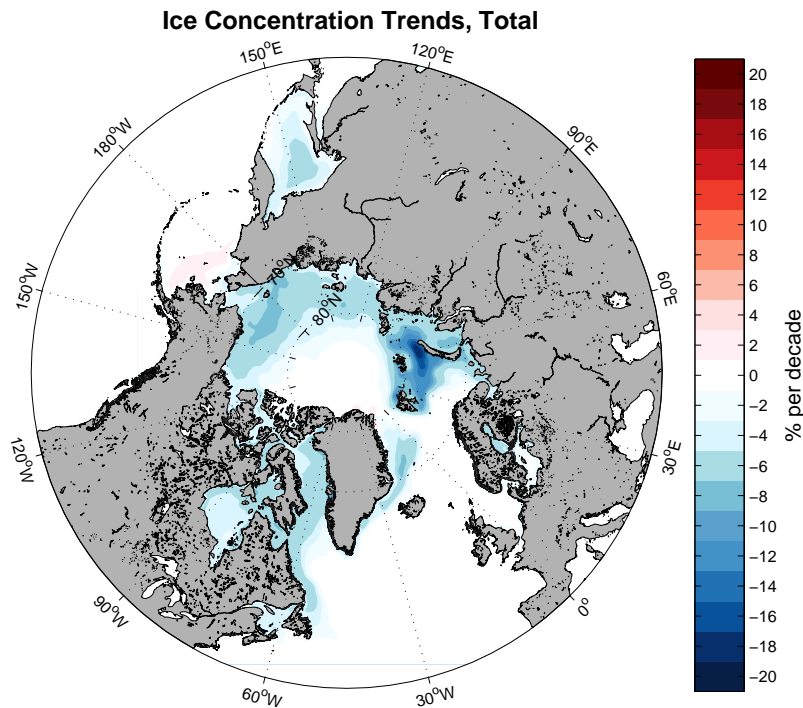 Ice Concentration Trends, Total
150°E
120°E
180°W
90°E
150°W
60°E
70°N
80°N
120°W
30°E
90°W
0°
60°W
30°W
20
18
16
14
12
10
8
6
4
2
0
−2
−4
−6
−8
−10
−12
−14
−16
−18
−20
% per decade